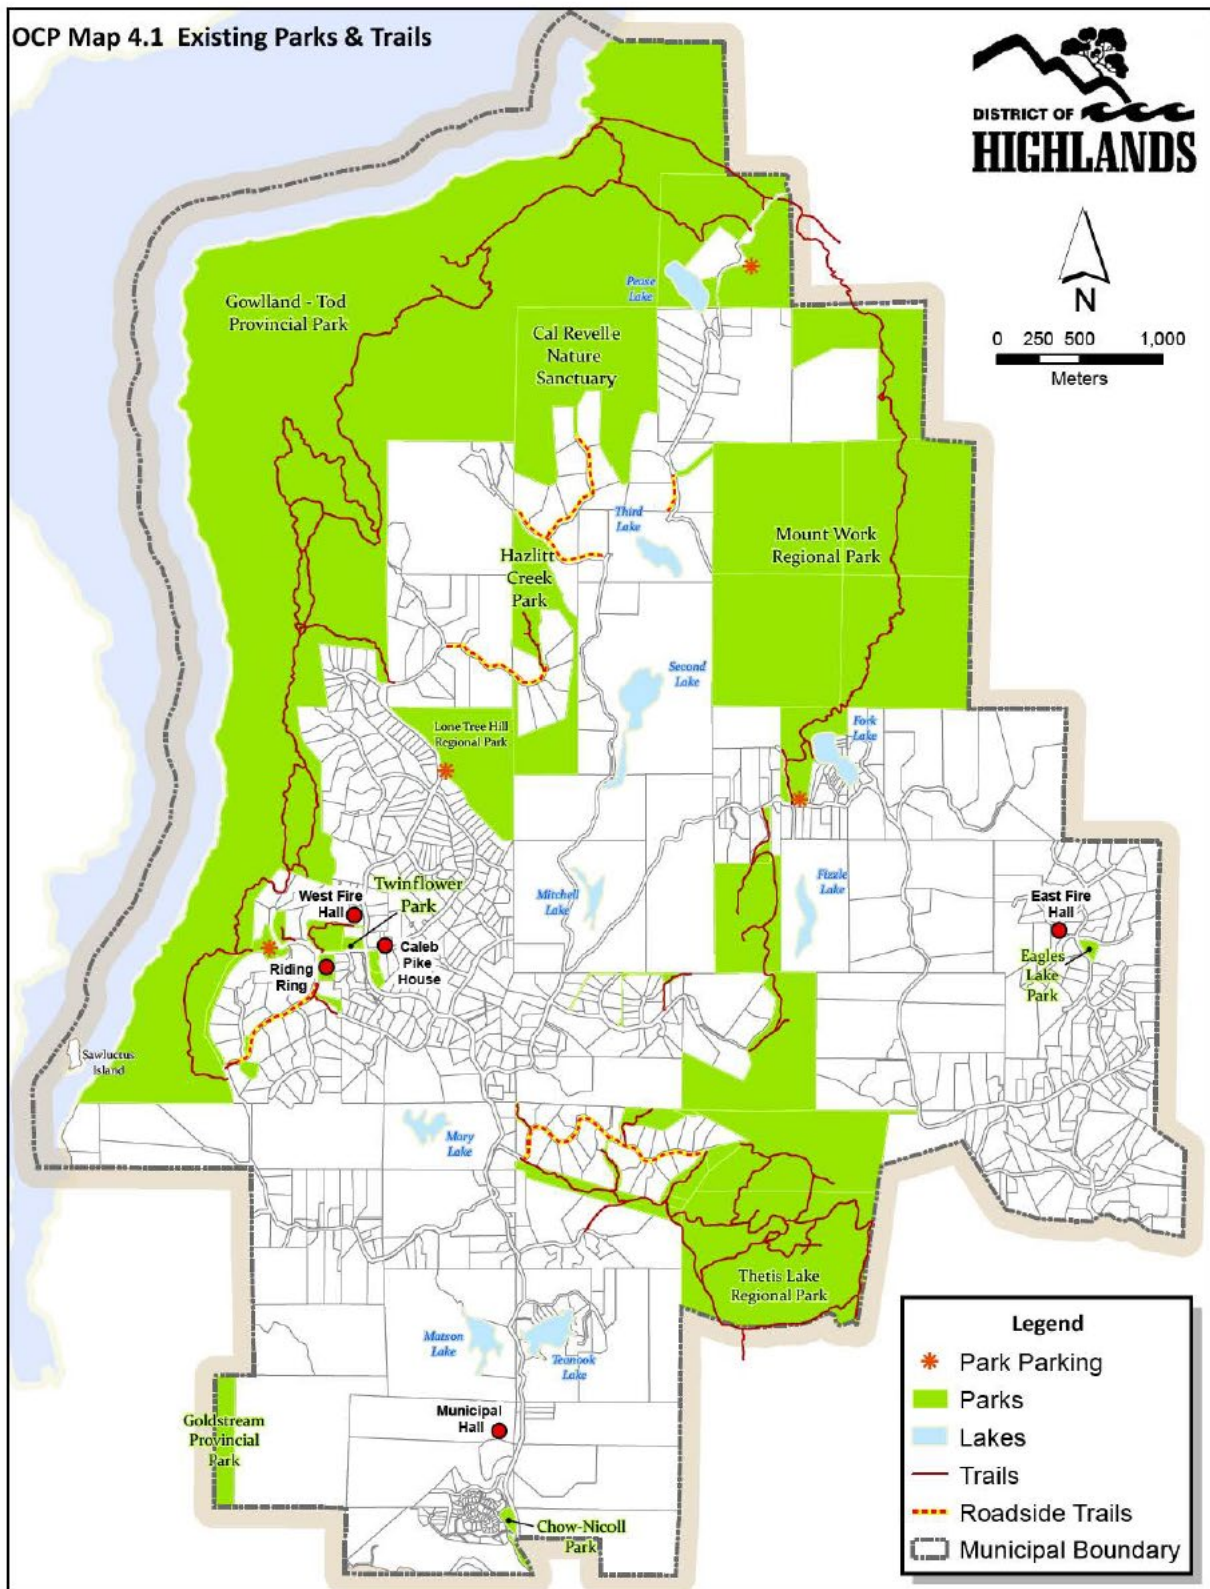 OCP Map 4.1  Existing Parks & Trails
DISTRICT OF
HIGHLANDS
N
0 250 500 1,000
Meters
Gowlland - Tod
Provincial Park
Pease
Lake
Cal Revelle
Nature
Sanctuary
Third
Lake
Hazlitt
Creek
Park
Mount Work
Regional Park
Second
Lake
Lone Tree Hill
Regional Park
Fork
Lake
Twinflower
Park
West Fire
Hall
Mitchell
Lake
Fizzle
Lake
East Fire
Hall
Caleb
Pike
House
Riding
Ring
Eagles
Lake
Park
Sawluctus
Island
Mary
Lake
Thetis Lake
Regional Park
Matson
Lake
Teanook
Lake
Municipal
Hall
Goldstream
Provincial
Park
Chow-Nicoll
Park
Legend
Park Parking
Parks
Lakes
Trails
Roadside Trails
Municipal Boundary